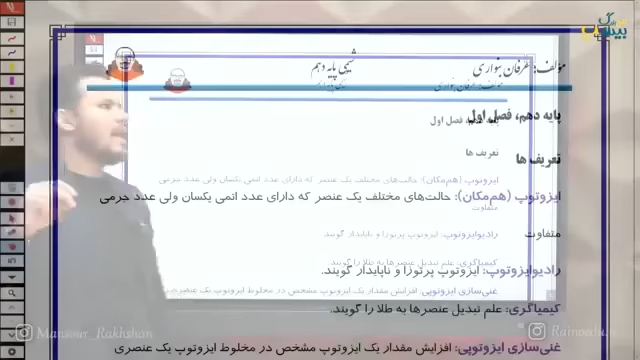 شیمی پایه دهم
مؤلف: عرفان بنواری
پایه دهم، فصل اول
تعریف ها
ایزوتوپ (هم‌مکان): حالت‌های مختلف یک عنصر که دارای عدد اتمی یکسان ولی عدد جرمی
متفاوت
رادیوایزوتوپ: ایزوتوپ پرتوزا و ناپایدار گویند.
کیمیاگری: علم تبدیل عنصرها به طلا را گویند.
غنی‌سازی ایزوتوپی: افزایش مقدار یک ایزوتوپ مشخص در مخلوط ایزوتوپ یک عنصری
Mansour_Rakhshan